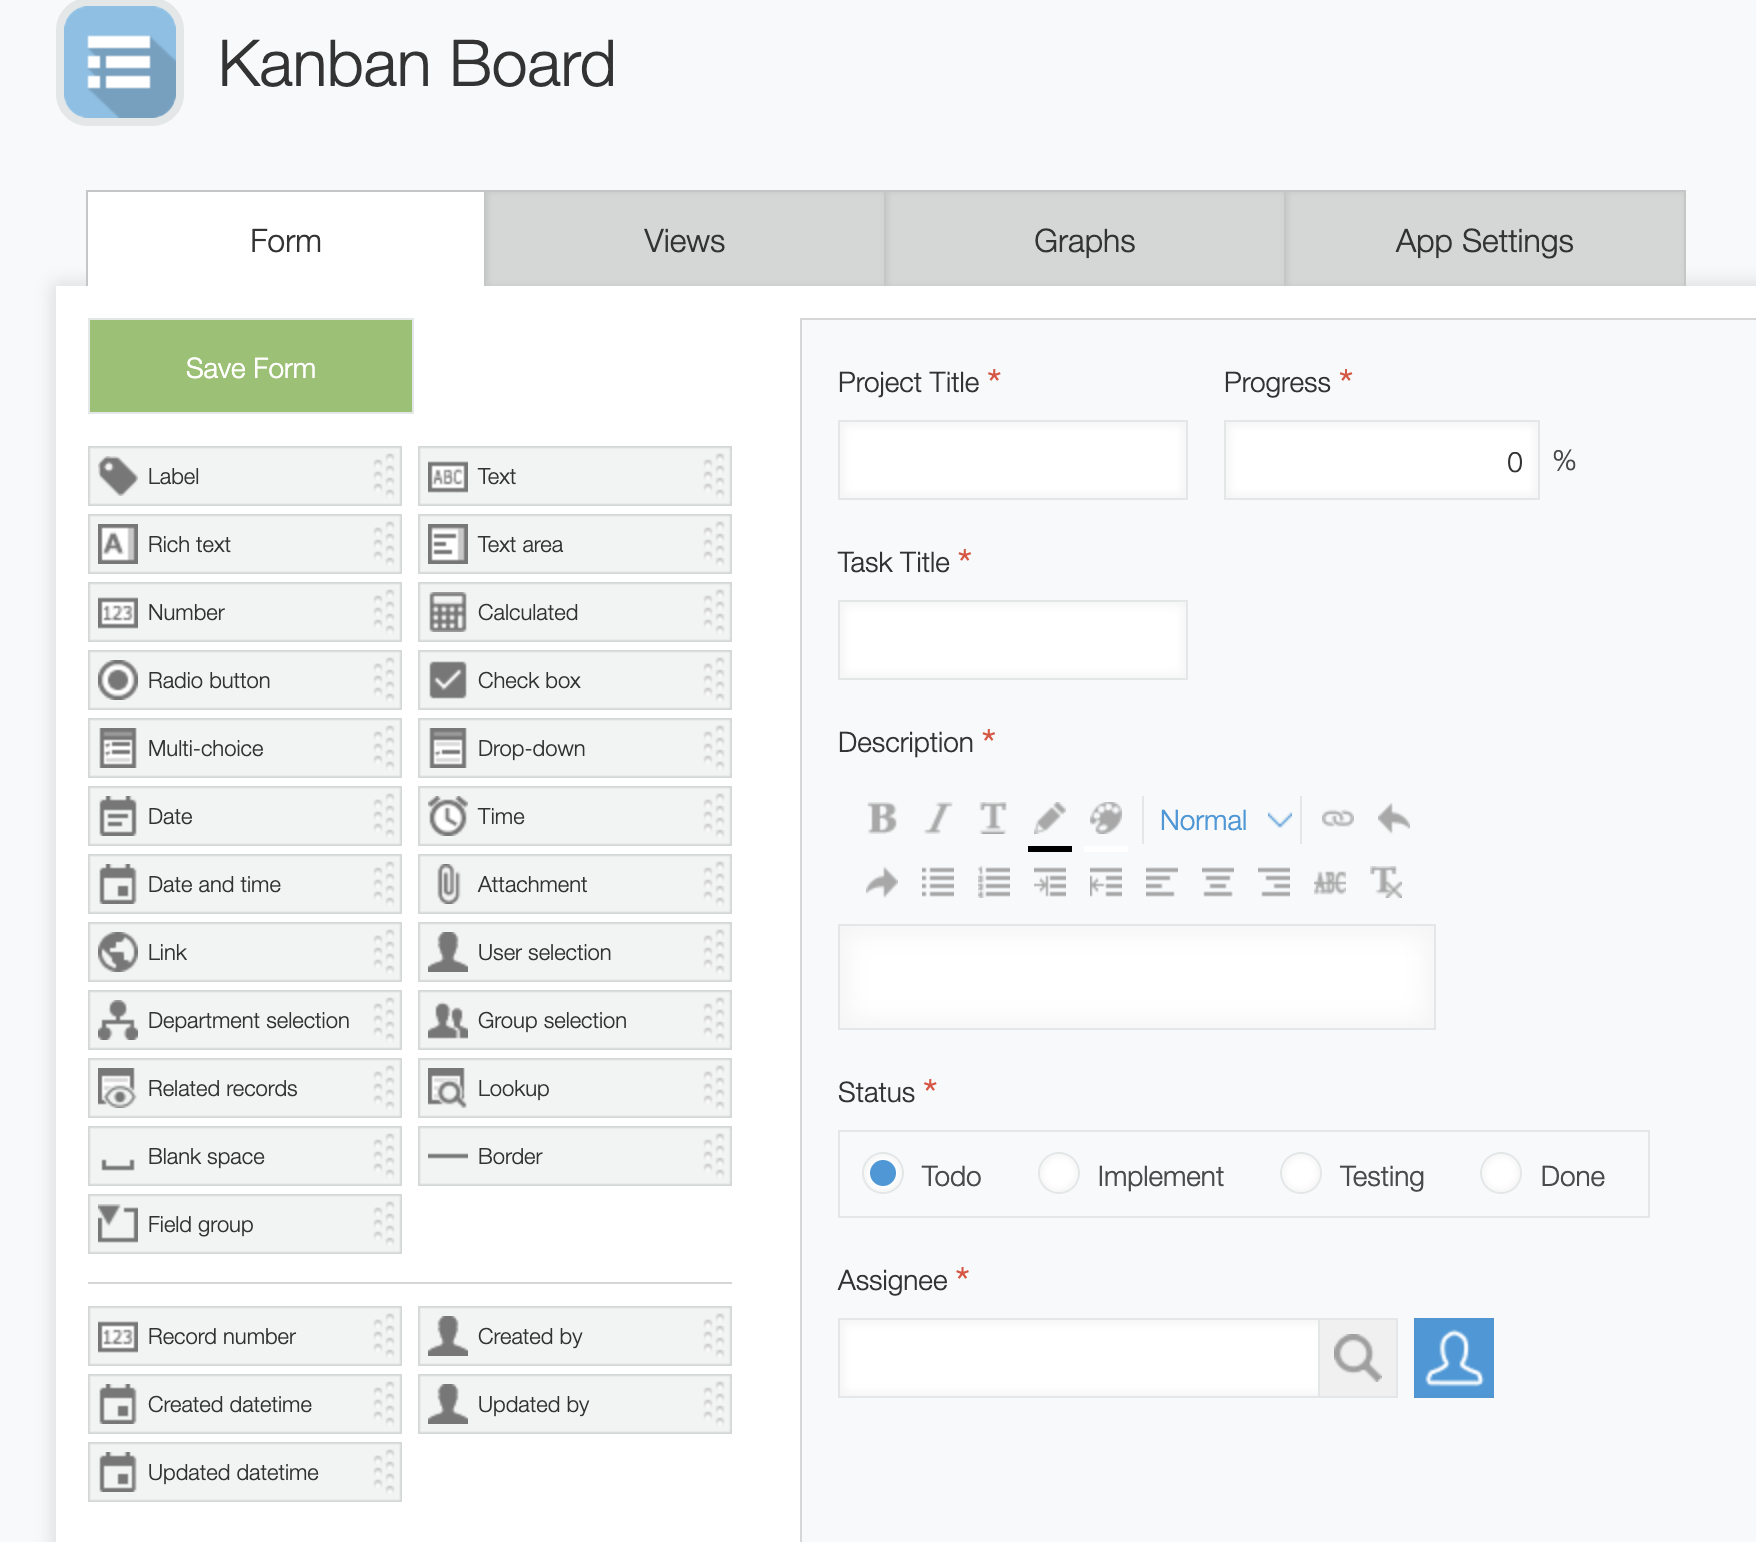 Kanban Board
Form
Views
Graphs
App Settings
Save Form
Label
ABC Text
A Rich text
Text area
123 Number
Calculated
Radio button
Check box
Multi-choice
Drop-down
Date
Time
Date and time
Attachment
Link
User selection
Department selection
Group selection
Related records
Lookup
Blank space
Border
Field group
123 Record number
Created by
Created datetime
Updated by
Updated datetime
Project Title *
Progress *
0 %
Task Title *
Description *
B I T Normal
ABC T
Status *
Todo Implement Testing Done
Assignee *